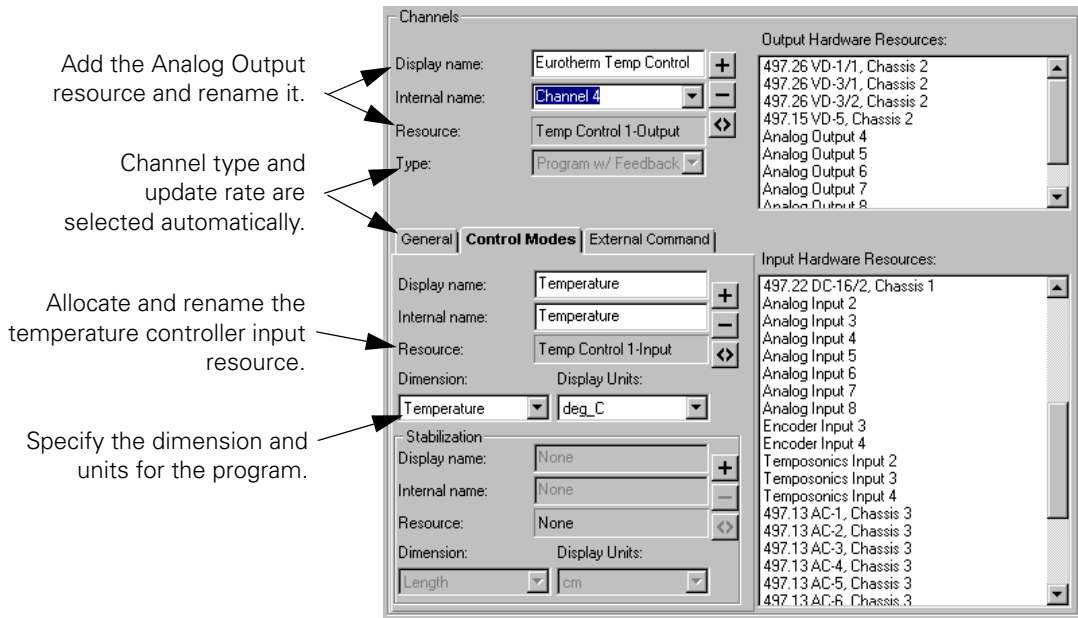 Channels
Add the Analog Output
resource and rename it.
Display name:
Eurotherm Temp Control
Internal name:
Channel 4
Resource:
Temp Control 1-Output
Type:
Program w/ Feedback
Channel type and
update rate are
selected automatically.
Output Hardware Resources:
497.26 VD-1/1, Chassis 2
497.26 VD-3/1, Chassis 2
497.26 VD-3/2, Chassis 2
497.15 VD-5, Chassis 2
Analog Output 4
Analog Output 5
Analog Output 6
Analog Output 7
Analog Output 8
General
Control Modes
External Command
Allocate and rename the
temperature controller input
resource.
Display name:
Temperature
Internal name:
Temperature
Resource:
Temp Control 1-Input
Dimension:
Display Units:
Temperature
deg_C
Specify the dimension and
units for the program.
Stabilization
Display name:
None
Internal name:
None
Resource:
None
Dimension:
Display Units:
Length
cm
Input Hardware Resources:
497.22 DC-16/2, Chassis 1
Analog Input 2
Analog Input 3
Analog Input 4
Analog Input 5
Analog Input 6
Analog Input 7
Analog Input 8
Encoder Input 3
Encoder Input 4
Temposonics Input 2
Temposonics Input 3
Temposonics Input 4
497.13 AC-1, Chassis 3
497.13 AC-2, Chassis 3
497.13 AC-3, Chassis 3
497.13 AC-4, Chassis 3
497.13 AC-5, Chassis 3
497.13 AC-6, Chassis 3